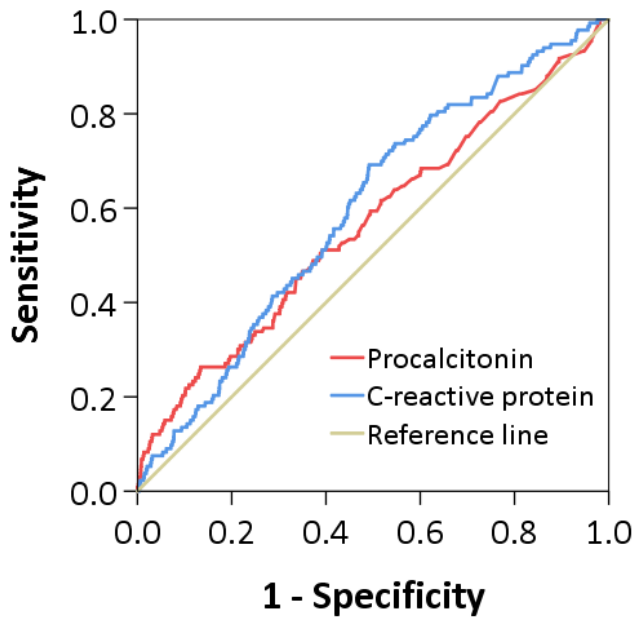 Sensitivity
1.0
0.8
0.6
0.4
0.2
0.0
Procalcitonin
C-reactive protein
Reference line
0.0 0.2 0.4 0.6 0.8 1.0
1 - Specificity